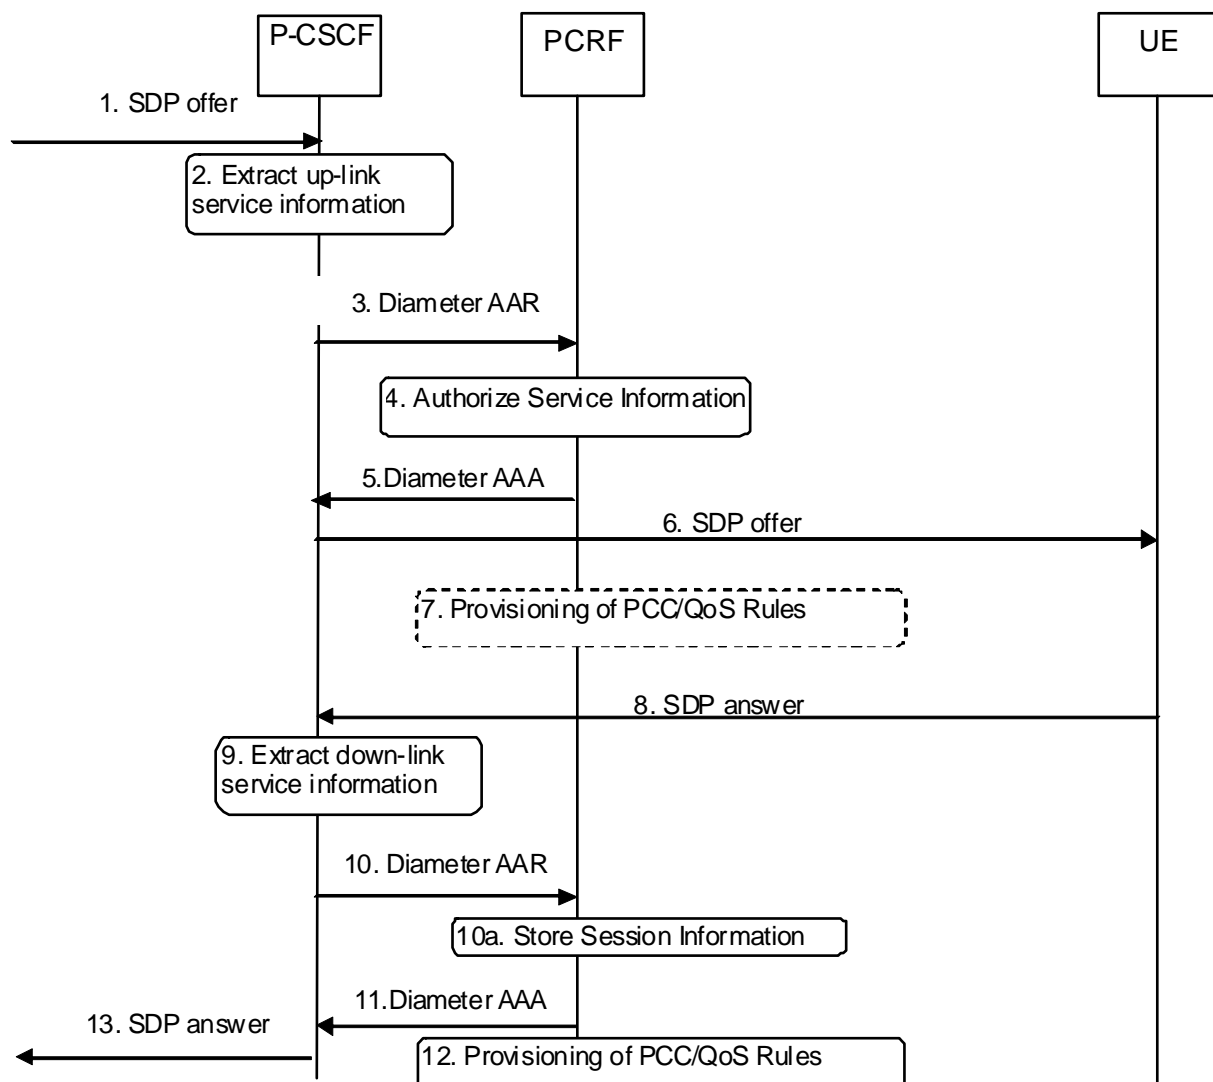 P-CSCF
PCRF
UE
1. SDP offer
2. Extract up-link
service information
3. Diameter AAR
4. Authorize Service Information
5.Diameter AAA
6. SDP offer
7. Provisioning of PCC/QoS Rules
8. SDP answer
9. Extract down-link
service information
10. Diameter AAR
10a. Store Session Information
11.Diameter AAA
13. SDP answer
12. Provisioning of PCC/QoS Rules